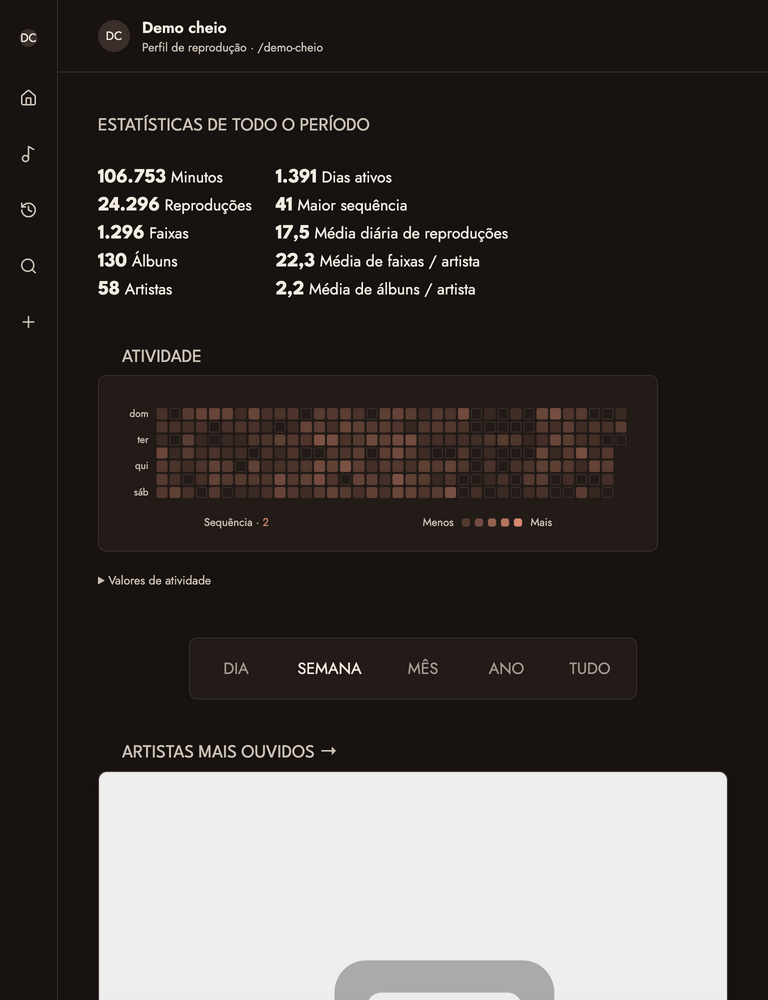 DC
DC
Demo cheio
Perfil de reprodução · /demo-cheio
ESTATÍSTICAS DE TODO O PERÍODO
106.753 Minutos
24.296 Reproduções
1.296 Faixas
130 Álbuns
58 Artistas
1.391 Dias ativos
41 Maior sequência
17,5 Média diária de reproduções
22,3 Média de faixas / artista
2,2 Média de álbuns / artista
ATIVIDADE
dom
ter
qui
sáb
Sequência · 2
Menos Mais
Valores de atividade
DIA SEMANA MÊS ANO TUDO
ARTISTAS MAIS OUVIDOS →